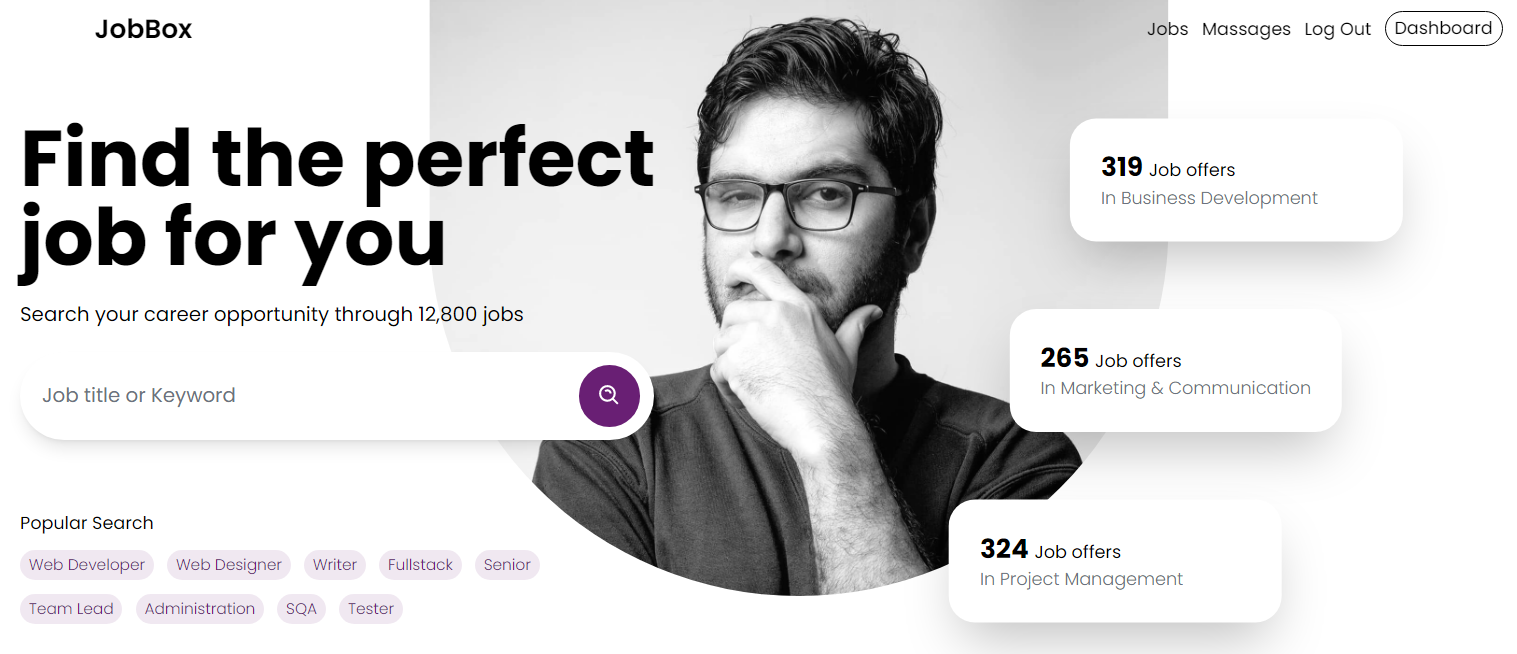 JobBox
Jobs Massages Log Out Dashboard
Find the perfect
job for you
Search your career opportunity through 12,800 jobs
Job title or Keyword
Popular Search
Web Developer Web Designer Writer Fullstack Senior
Team Lead Administration SQA Tester
319 Job offers
In Business Development
265 Job offers
In Marketing & Communication
324 Job offers
In Project Management